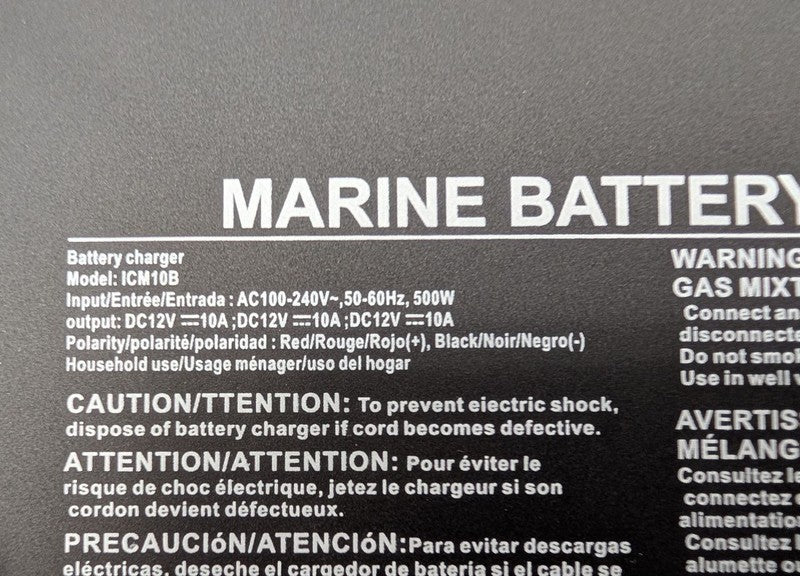 MARINE BATTERY
Battery charger
Model: ICM10B
Input/Entrée/Entrada : AC100-240V~,50-60Hz, 500W
output: DC12V ⎓10A ;DC12V ⎓10A ;DC12V ⎓10A
Polarity/polarité/polaridad : Red/Rouge/Rojo(+), Black/Noir/Negro(-)
Household use/Usage ménager/uso del hogar
CAUTION/TTENTION: To prevent eiectric shock,
dispose of battery charger if cord becomes defective.
ATTENTION/ATTENTION: Pour éviter le
risque de choc électrique, jetez le chargeur si son
cordon devient défectueux.
PRECAUCIóN/ATENCIóN:Para evitar descargas
eléctricas, deseche el cargedor de bateria si el cable se
WARNING
GAS MIXT
Connect an
disconnecte
Do not smo
Use in well v
AVERTIS
MÉLANG
Consultez le
connectez
alimentation
Consultez l
alumette ou